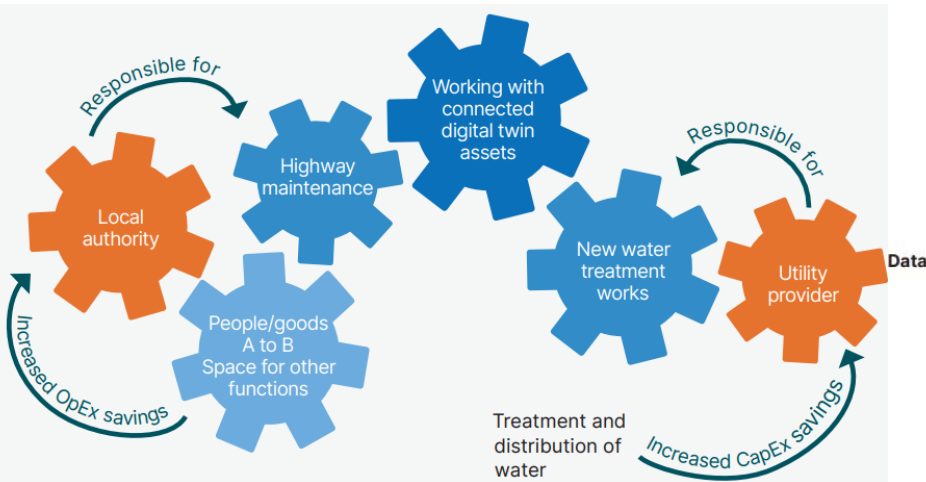 Responsible for
Working with
connected
digital twin
assets
Responsible for
Highway
maintenance
Local
authority
New water
treatment
works
Utility
provider
Data
People/goods
A to B
Space for other
functions
Increased OpEx savings
Treatment and
distribution of
water
Increased CapEx savings